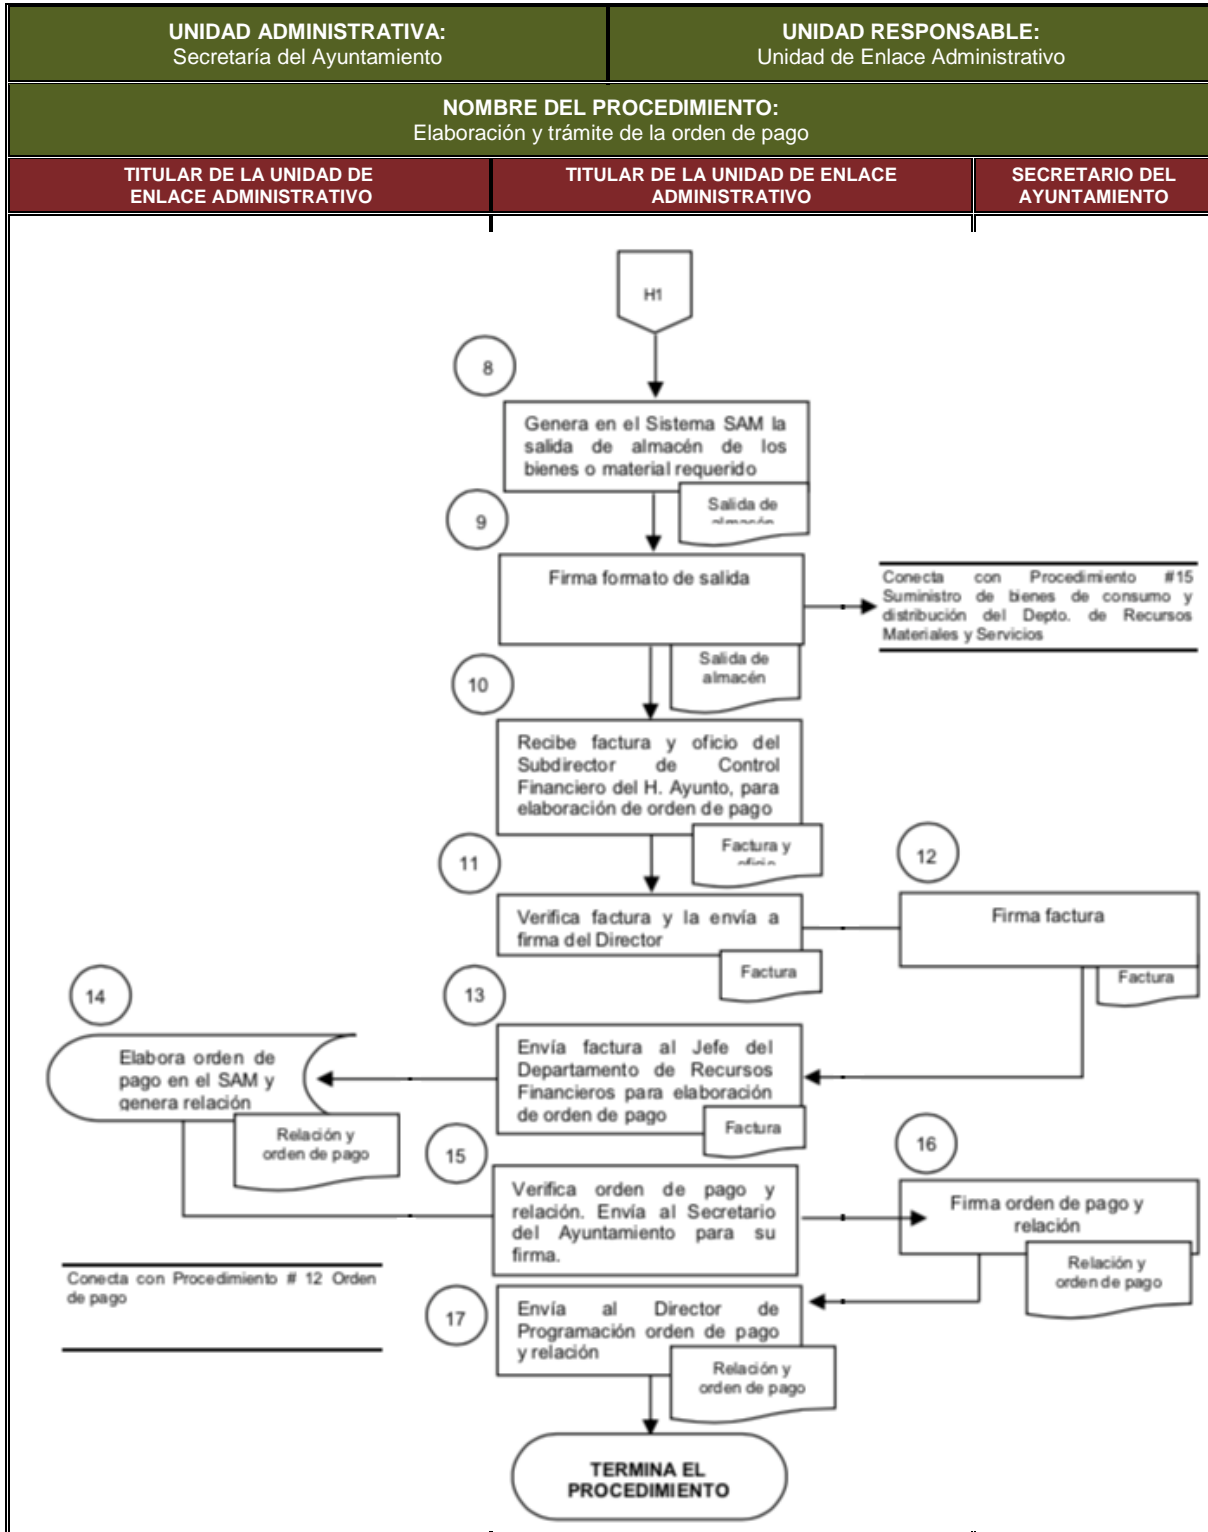 UNIDAD ADMINISTRATIVA:
Secretaría del Ayuntamiento
UNIDAD RESPONSABLE:
Unidad de Enlace Administrativo
NOMBRE DEL PROCEDIMIENTO:
Elaboración y trámite de la orden de pago
TITULAR DE LA UNIDAD DE
ENLACE ADMINISTRATIVO
TITULAR DE LA UNIDAD DE ENLACE
ADMINISTRATIVO
SECRETARIO DEL
AYUNTAMIENTO
H1
8
Genera en el Sistema SAM la
salida de almacén de los
bienes o material requerido
Salida de
almacén
9
Firma formato de salida
Conecta con Procedimiento #15
Suministro de bienes de consumo y
distribución del Depto. de Recursos
Materiales y Servicios
Salida de
almacén
10
Recibe factura y oficio del
Subdirector de Control
Financiero del H. Ayunto, para
elaboración de orden de pago
Factura y
oficio
11
12
Verifica factura y la envía a
firma del Director
Factura
Firma factura
Factura
13
14
Envía factura al Jefe del
Departamento de Recursos
Financieros para elaboración
de orden de pago
Factura
Elabora orden de
pago en el SAM y
genera relación
Relación y
orden de pago
15
16
Verifica orden de pago y
relación. Envía al Secretario
del Ayuntamiento para su
firma.
Firma orden de pago y
relación
Relación y
orden de pago
Conecta con Procedimiento # 12 Orden
de pago
17
Envía al Director de
Programación orden de pago
y relación
Relación y
orden de pago
TERMINA EL
PROCEDIMIENTO